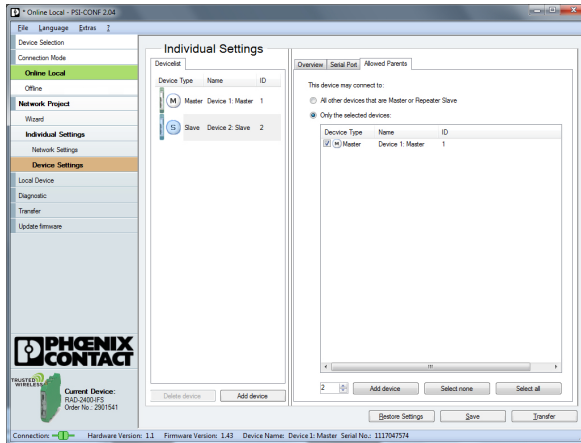 * Online Local - PSI-CONF 2.04
File Language Extras ?
Device Selection
Connection Mode
Online Local
Offline
Network Project
Wizard
Individual Settings
Network Settings
Device Settings
Local Device
Diagnostic
Transfer
Update firmware
PHŒNIX
CONTACT
TRUSTED
WIRELESS
Current Device:
RAD-2400-IFS
Order No.: 2901541
Individual Settings
Devicelist
Device Type Name ID
M Master Device 1: Master 1
S Slave Device 2: Slave 2
Delete device Add device
Overview Serial Port Allowed Parents
This device may connect to:
All other devices that are Master or Repeater Slave
Only the selected devices:
Decvice Type Name ID
M Master Device 1: Master 1
2 Add device Select none Select all
Restore Settings Save Transfer
Connection: Hardware Version: 1.1 Firmware Version: 1.43 Device Name: Device 1: Master Serial No.: 1117047574